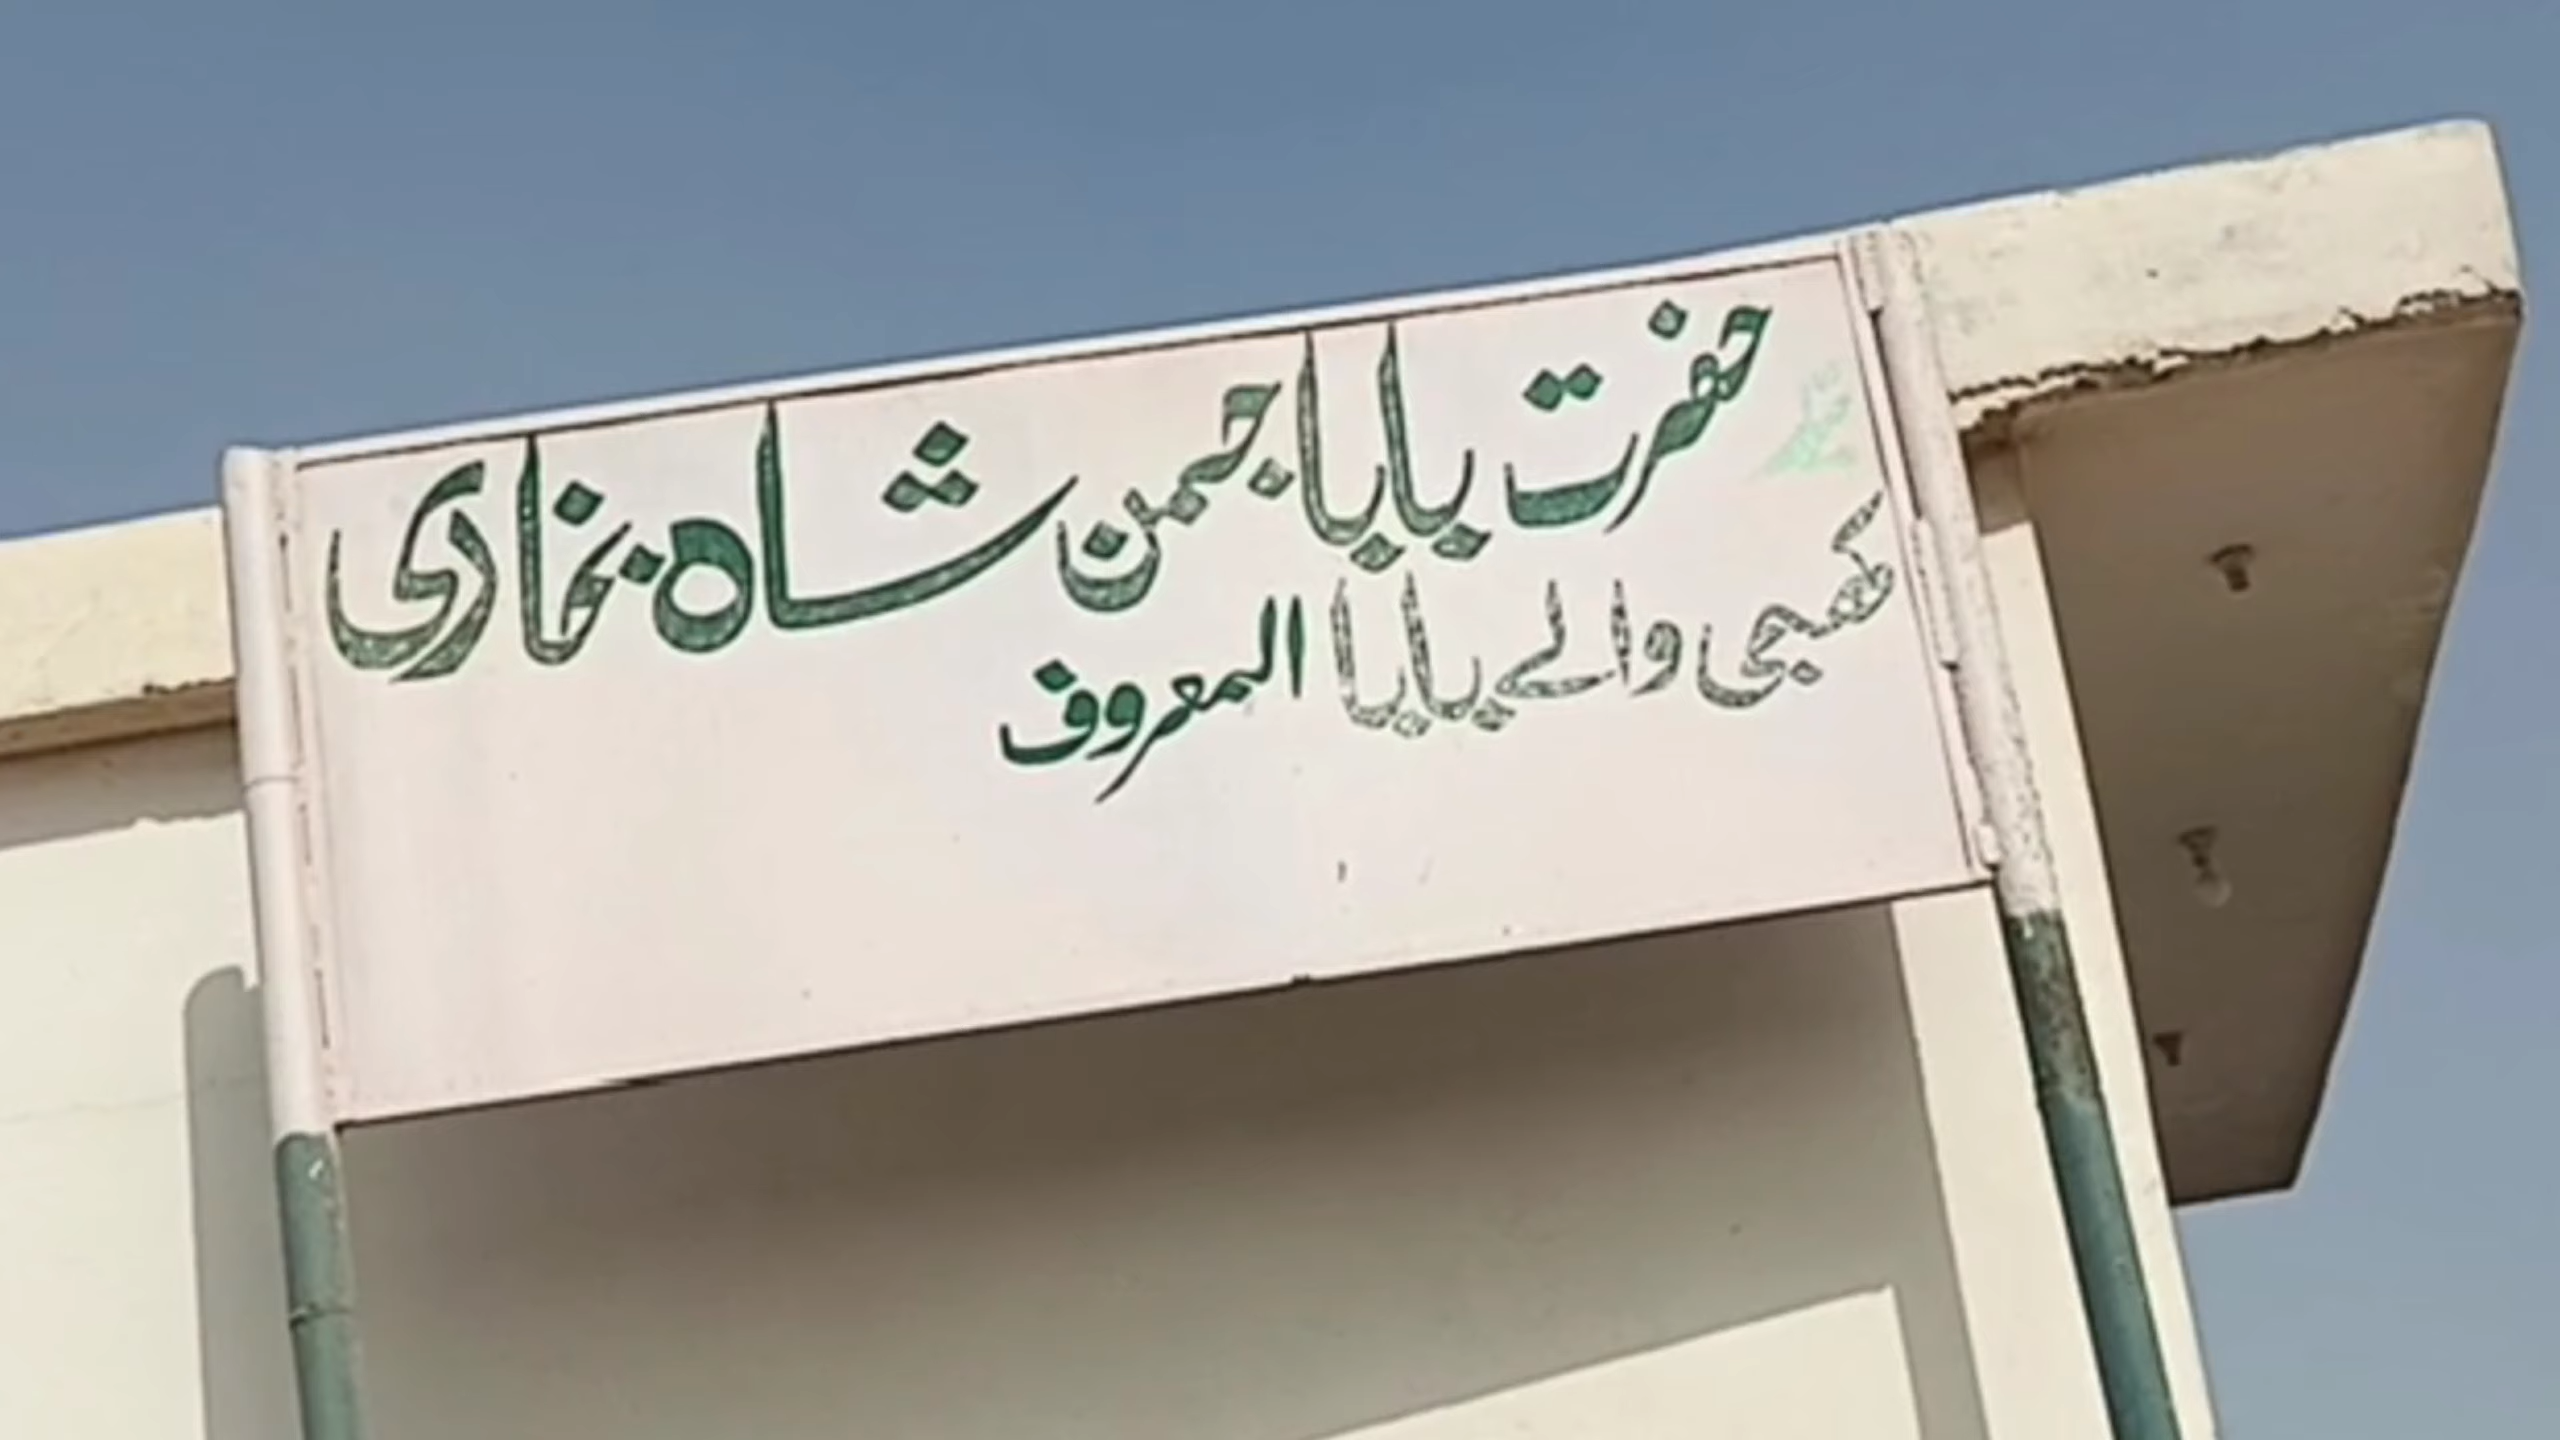 حضرت بابا جمن شاہ بخاری
کھجی والے بابا المعروف